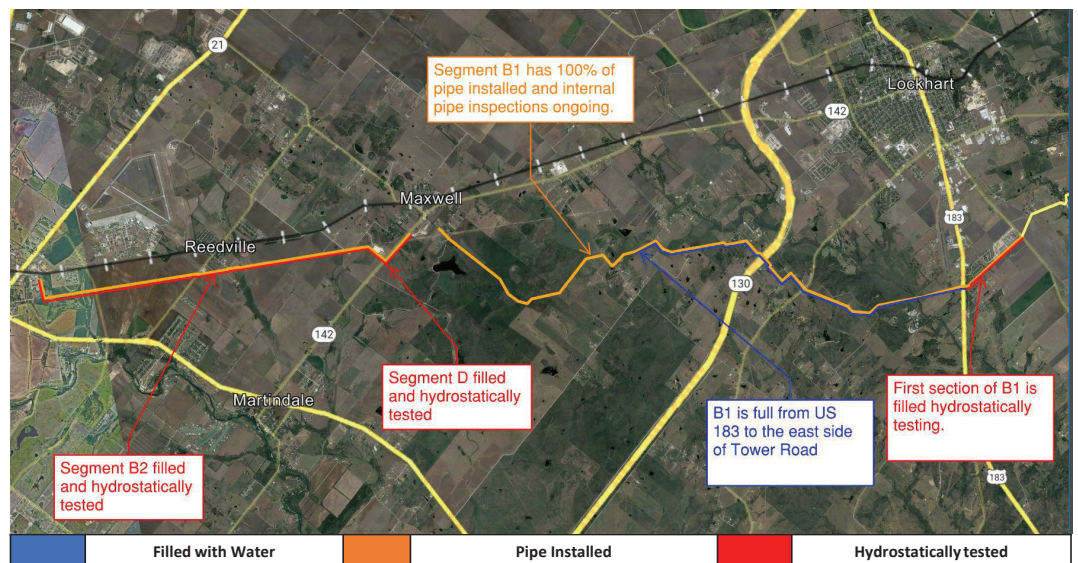 21
Segment B1 has 100% of
pipe installed and internal
pipe inspections ongoing.
Lockhart
142
Maxwell
183
Reedville
130
142
Segment D filled
and hydrostatically
tested
First section of B1 is
filled hydrostatically
testing.
Martindale
B1 is full from US
183 to the east side
of Tower Road
Segment B2 filled
and hydrostatically
tested
183
Filled with Water
Pipe Installed
Hydrostatically tested